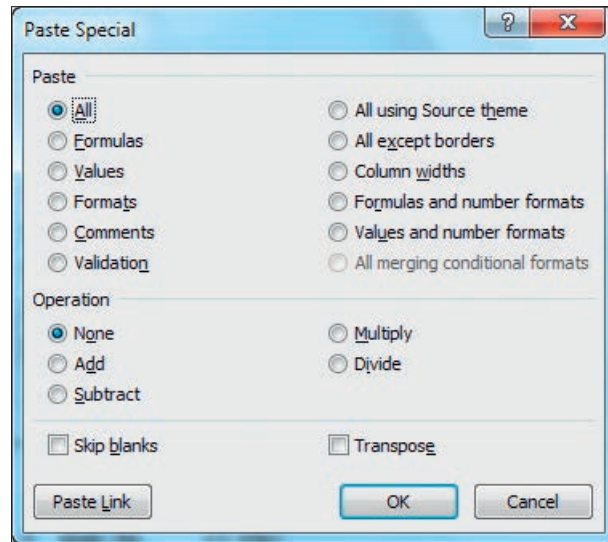 Paste Special
?
Paste
All
All using Source theme
Formulas
All except borders
Values
Column widths
Formats
Formulas and number formats
Comments
Values and number formats
Validation
All merging conditional formats
Operation
None
Multiply
Add
Divide
Subtract
Skip blanks
Transpose
Paste Link
OK
Cancel